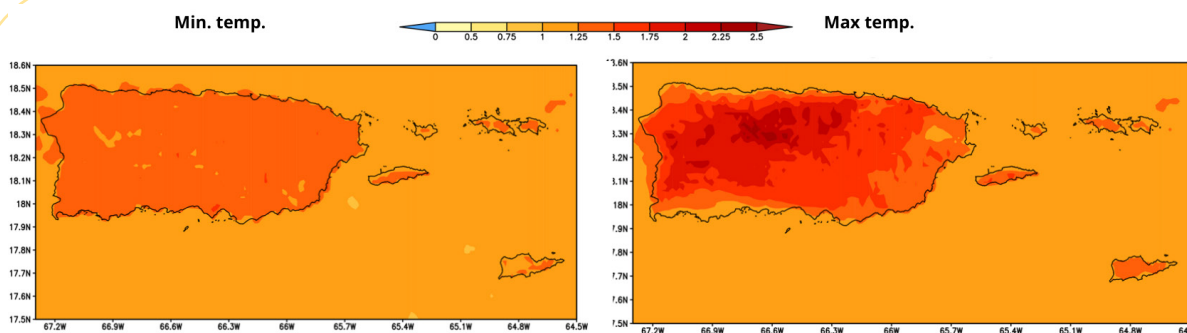 Min. temp.
Max temp.
0 0.5 0.75 1 1.25 1.5 1.75 2 2.25 2.5
18.6N
18.5N
18.4N
18.3N
18.2N
18.1N
18N
17.9N
17.8N
17.7N
17.6N
17.5N
67.2W 66.9W 66.6W 66.3W 66W 65.7W 65.4W 65.1W 64.8W 64.5W
.6N
.5N
.4N
.3N
.2N
.1N
18N
.9N
.8N
.7N
.6N
.5N
67.2W 66.9W 66.6W 66.3W 66W 65.7W 65.4W 65.1W 64.8W 64